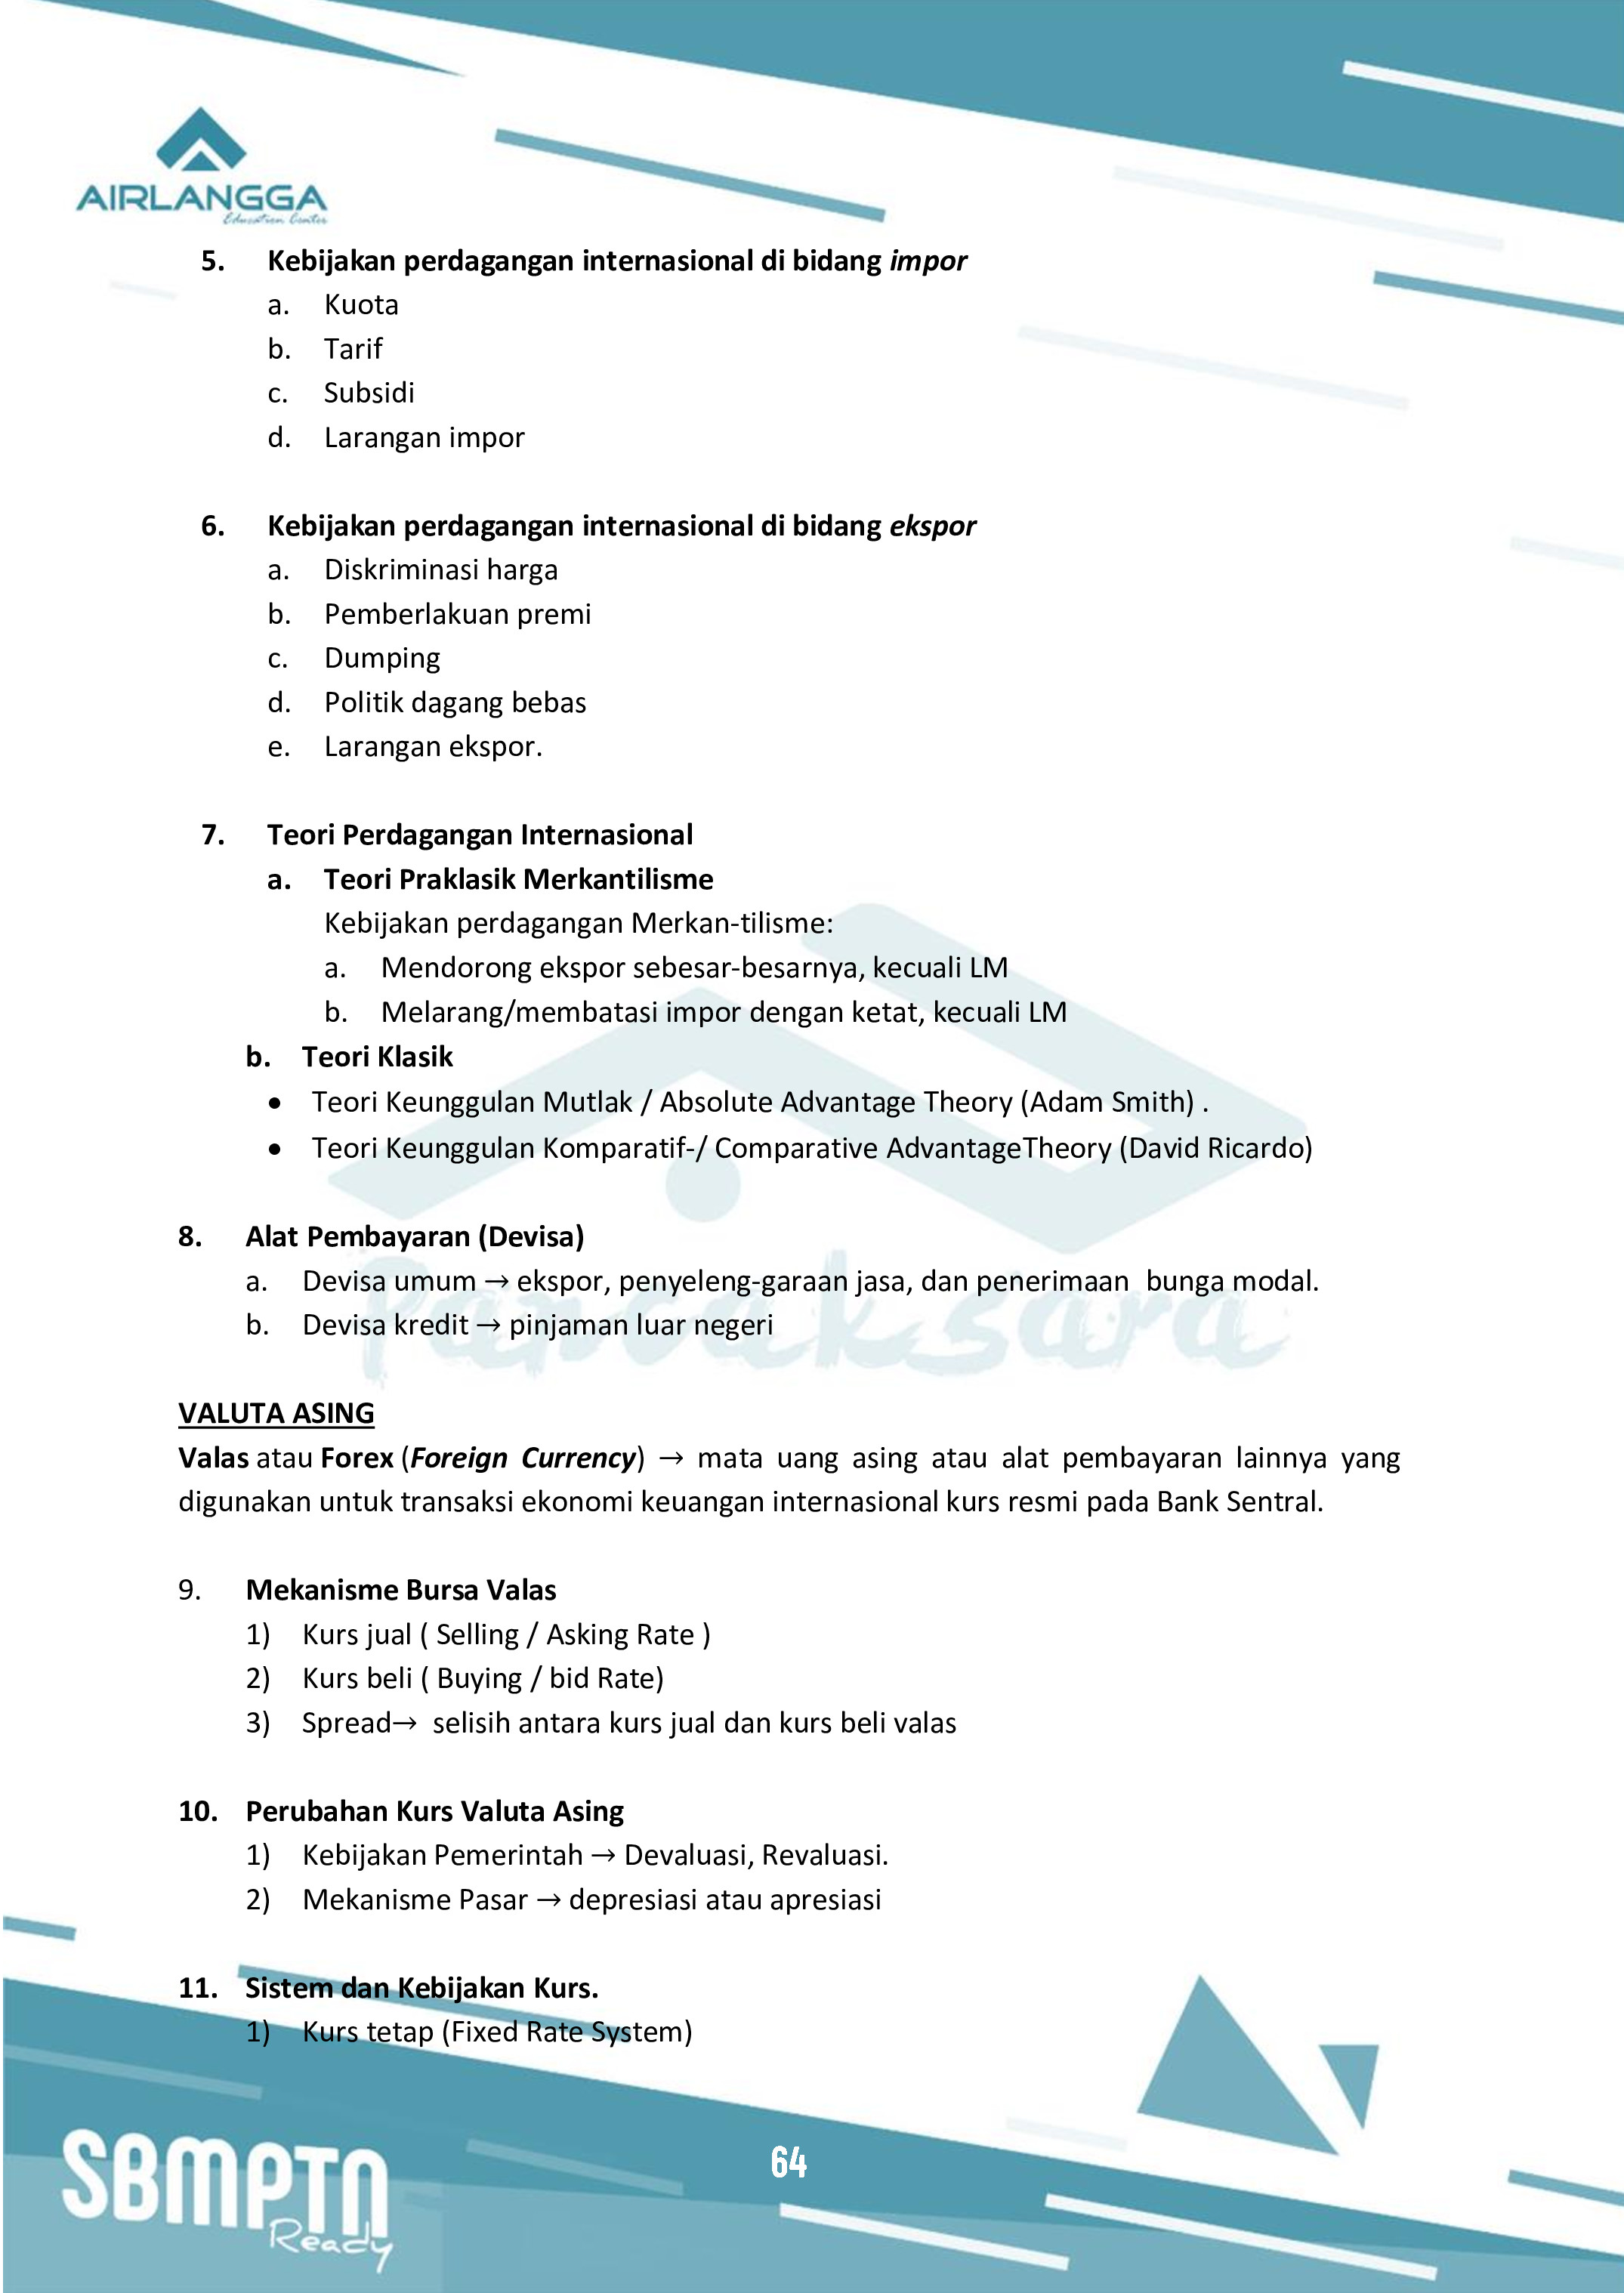 AIRLANGGA
Education Center
5. Kebijakan perdagangan internasional di bidang impor
a. Kuota
b. Tarif
c. Subsidi
d. Larangan impor
6. Kebijakan perdagangan internasional di bidang ekspor
a. Diskriminasi harga
b. Pemberlakuan premi
c. Dumping
d. Politik dagang bebas
e. Larangan ekspor.
7. Teori Perdagangan Internasional
a. Teori Praklasik Merkantilisme
Kebijakan perdagangan Merkan-tilisme:
a. Mendorong ekspor sebesar-besarnya, kecuali LM
b. Melarang/membatasi impor dengan ketat, kecuali LM
b. Teori Klasik
• Teori Keunggulan Mutlak / Absolute Advantage Theory (Adam Smith) .
• Teori Keunggulan Komparatif-/ Comparative AdvantageTheory (David Ricardo)
8. Alat Pembayaran (Devisa)
a. Devisa umum → ekspor, penyeleng-garaan jasa, dan penerimaan bunga modal.
b. Devisa kredit → pinjaman luar negeri
Pancaksara
VALUTA ASING
Valas atau Forex (Foreign Currency) → mata uang asing atau alat pembayaran lainnya yang
digunakan untuk transaksi ekonomi keuangan internasional kurs resmi pada Bank Sentral.
9. Mekanisme Bursa Valas
1) Kurs jual ( Selling / Asking Rate )
2) Kurs beli ( Buying / bid Rate)
3) Spread→ selisih antara kurs jual dan kurs beli valas
10. Perubahan Kurs Valuta Asing
1) Kebijakan Pemerintah → Devaluasi, Revaluasi.
2) Mekanisme Pasar → depresiasi atau apresiasi
11. Sistem dan Kebijakan Kurs.
1) Kurs tetap (Fixed Rate System)
64
SBMPTN
Ready